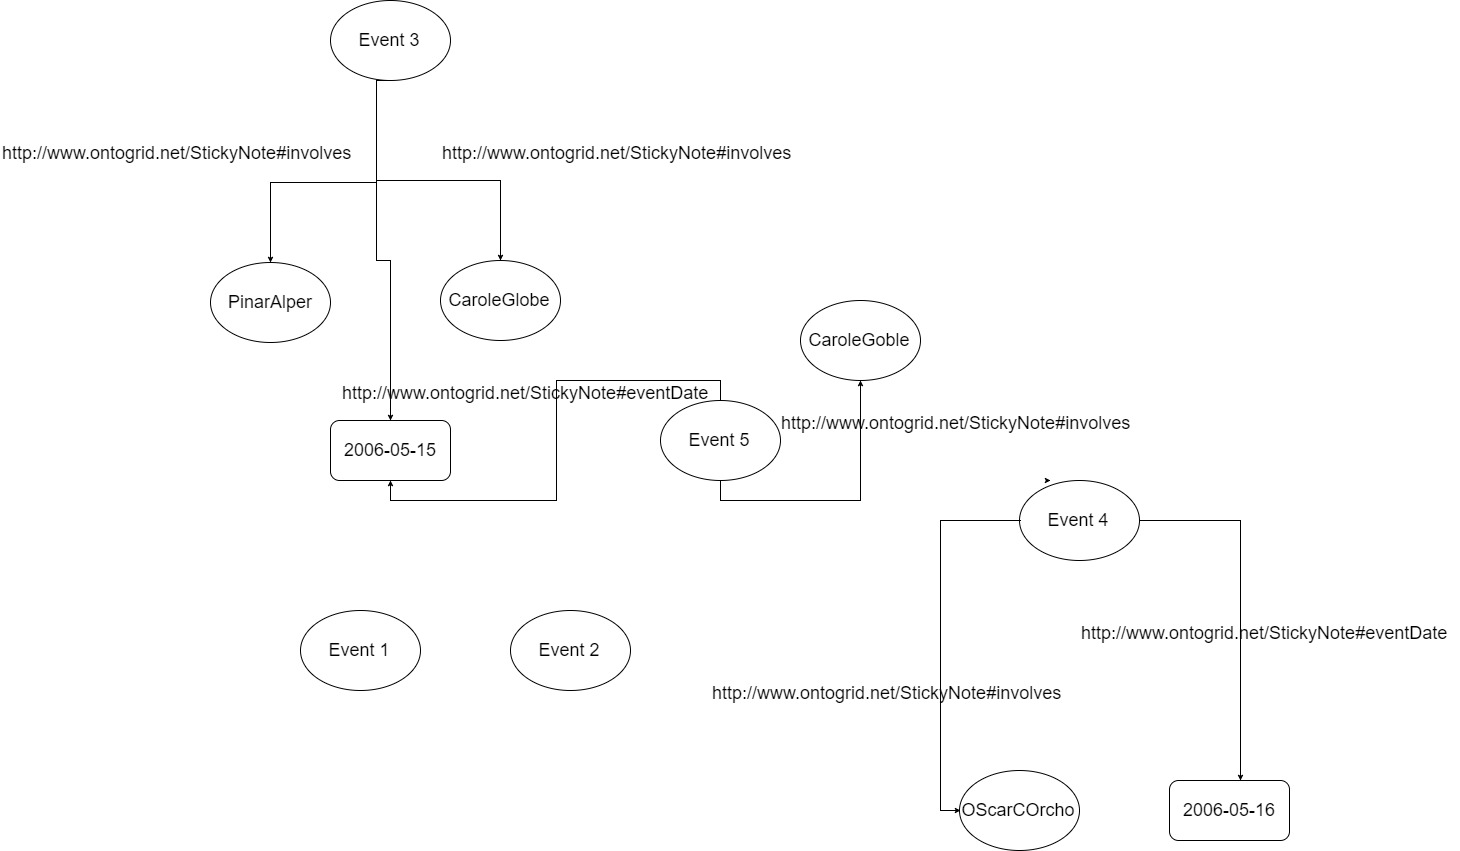 Event 3
http://www.ontogrid.net/StickyNote#involves
http://www.ontogrid.net/StickyNote#involves
PinarAlper
CaroleGlobe
CaroleGoble
http://www.ontogrid.net/StickyNote#eventDate
http://www.ontogrid.net/StickyNote#involves
2006-05-15
Event 5
Event 4
http://www.ontogrid.net/StickyNote#eventDate
Event 1
Event 2
http://www.ontogrid.net/StickyNote#involves
OScarCOrcho
2006-05-16